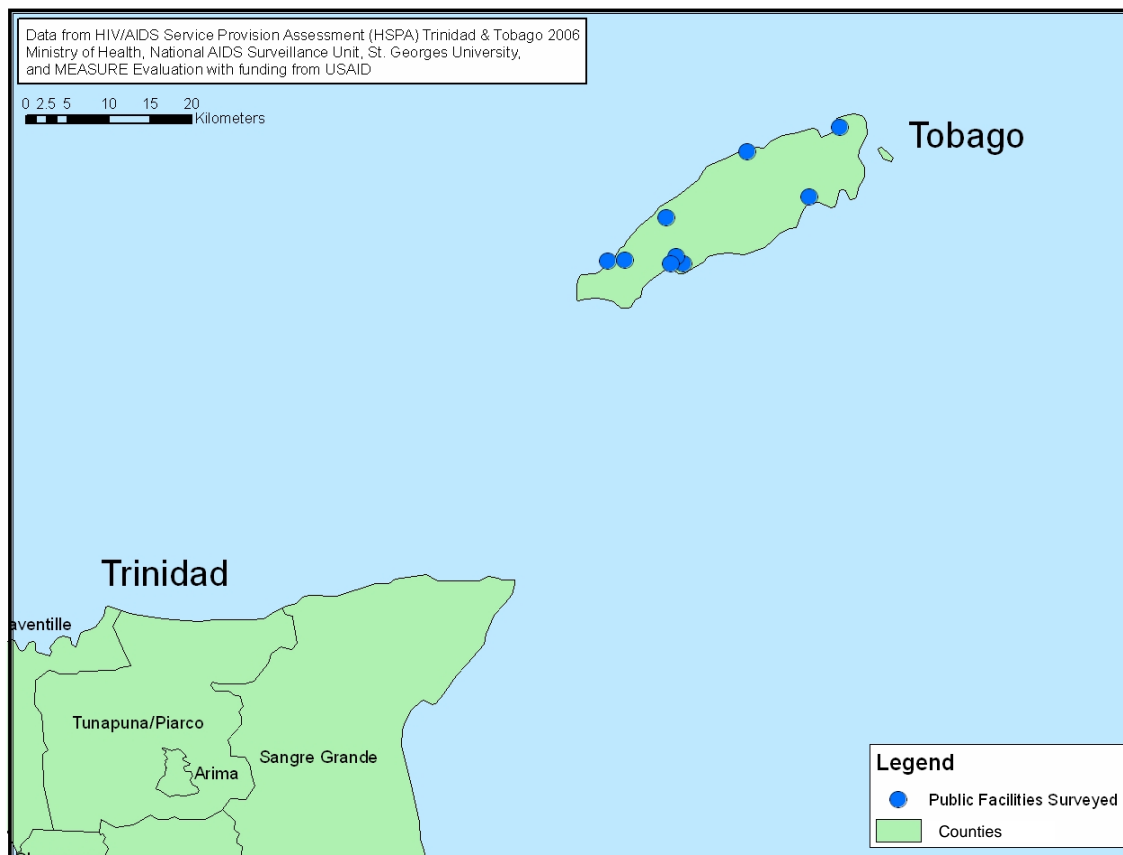 Data from HIV/AIDS Service Provision Assessment (HSPA) Trinidad & Tobago 2006
Ministry of Health, National AIDS Surveillance Unit, St. Georges University,
and MEASURE Evaluation with funding from USAID
0 2.5 5 10 15 20
Kilometers
Tobago
Trinidad
aventille
Tunapuna/Piarco
Arima
Sangre Grande
Legend
Public Facilities Surveyed
Counties